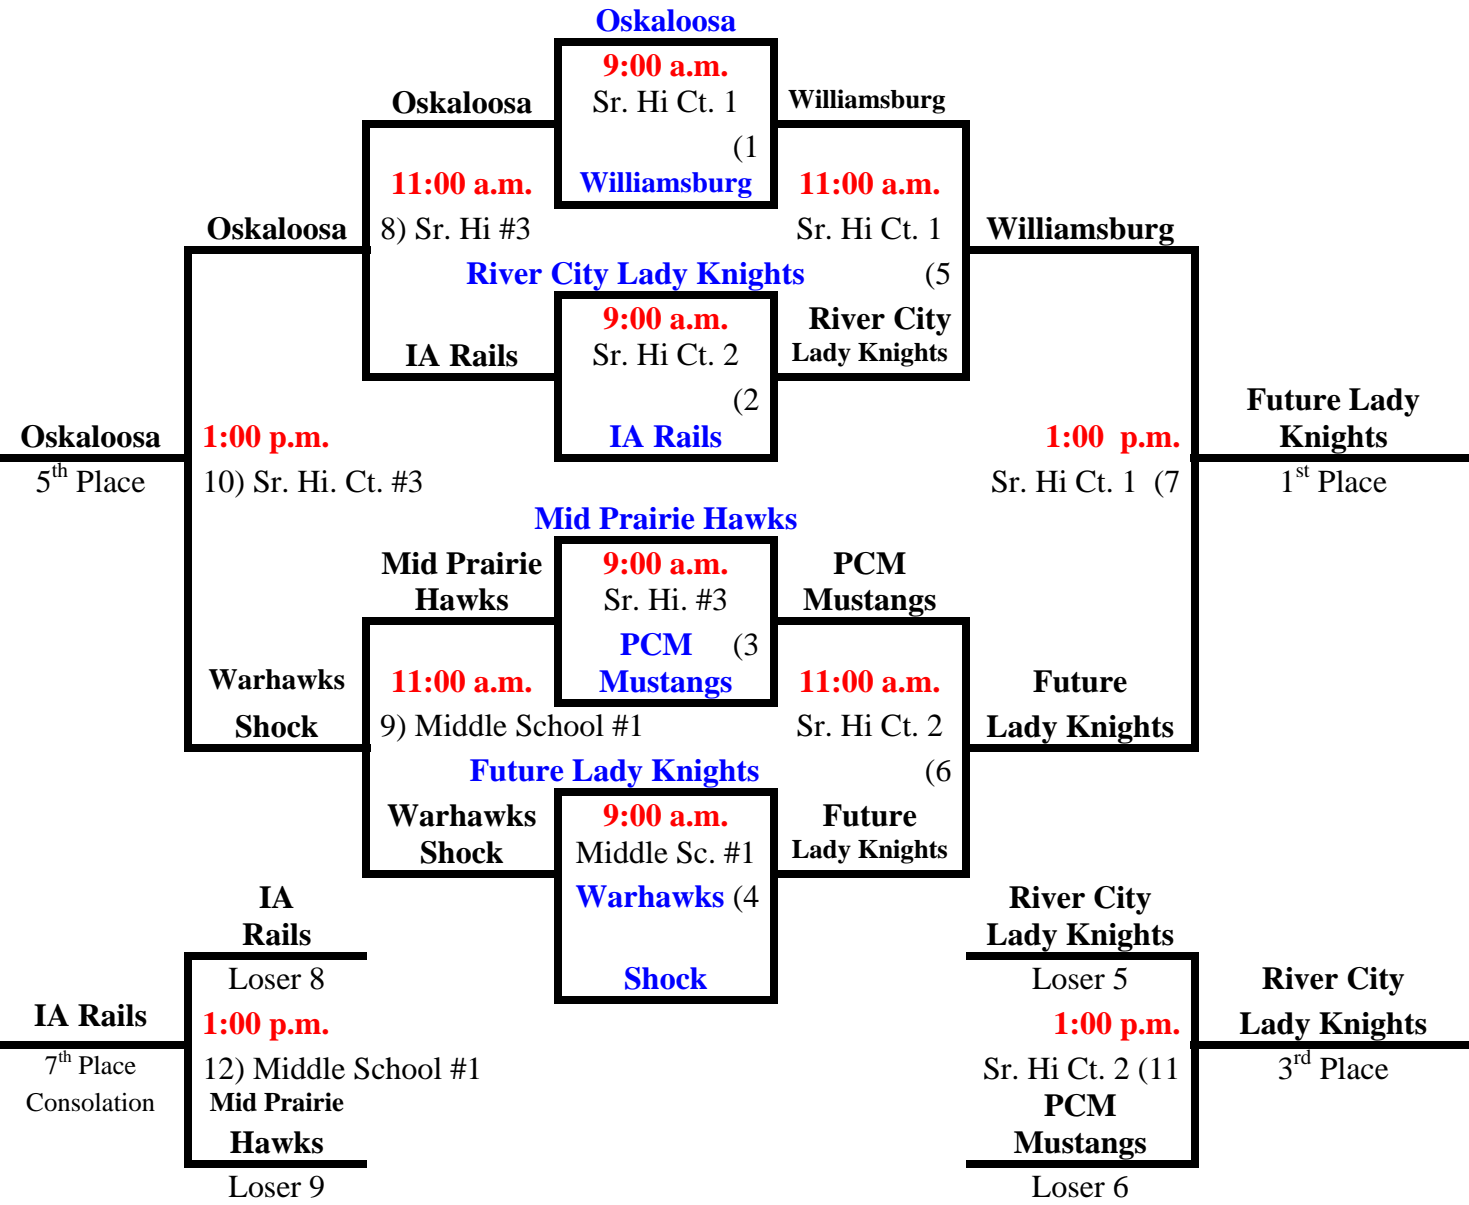 Oskaloosa
9:00 a.m.
Oskaloosa
Sr. Hi Ct. 1
Williamsburg
(1
11:00 a.m.
Williamsburg
11:00 a.m.
Oskaloosa
8) Sr. Hi #3
Sr. Hi Ct. 1
Williamsburg
River City Lady Knights
(5
9:00 a.m.
River City
IA Rails
Sr. Hi Ct. 2
Lady Knights
(2
Future Lady
Oskaloosa
1:00 p.m.
IA Rails
1:00 p.m.
Knights
5th Place
10) Sr. Hi. Ct. #3
Sr. Hi Ct. 1 (7
1st Place
Mid Prairie Hawks
Mid Prairie
9:00 a.m.
PCM
Hawks
Sr. Hi. #3
Mustangs
PCM (3
Warhawks
11:00 a.m.
Mustangs
11:00 a.m.
Future
Shock
9) Middle School #1
Sr. Hi Ct. 2
Lady Knights
Future Lady Knights
(6
Warhawks
9:00 a.m.
Future
Shock
Middle Sc. #1
Lady Knights
IA
Warhawks (4
River City
Rails
Lady Knights
Loser 8
Shock
Loser 5
River City
IA Rails
1:00 p.m.
1:00 p.m.
Lady Knights
7th Place
12) Middle School #1
Sr. Hi Ct. 2 (11
3rd Place
Consolation
Mid Prairie
PCM
Hawks
Mustangs
Loser 9
Loser 6